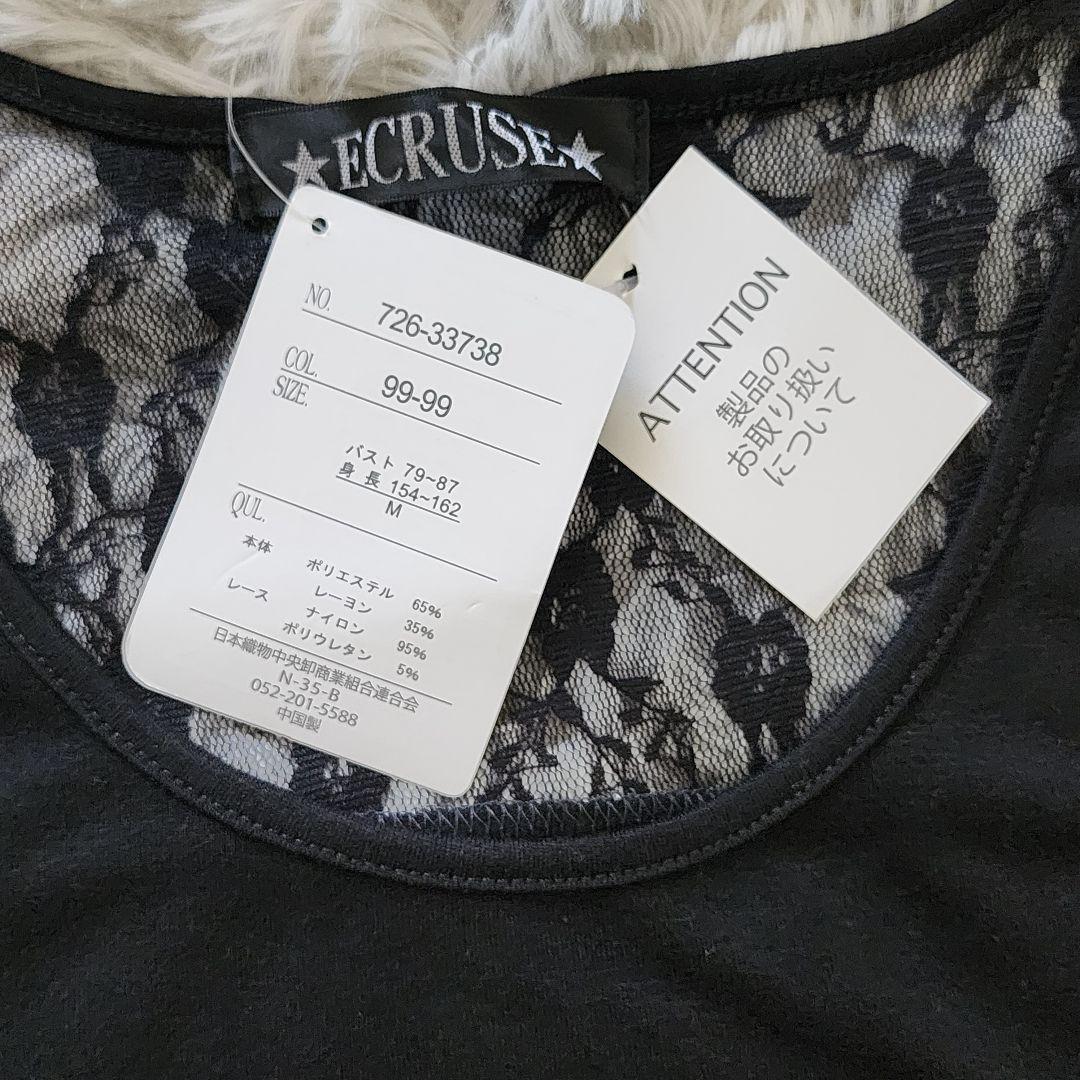 ★ECRUSE★
NO. 726-33738
COL. 99-99
SIZE.
バスト 79~87
身長 154~162
M
QUL.
本体 ポリエステル 65%
レーヨン 35%
レース ナイロン 95%
ポリウレタン 5%
日本織物中央卸商業組合連合会
N-35-B
052-201-5588
中国製
ATTENTION
製品の
お取り扱い
について